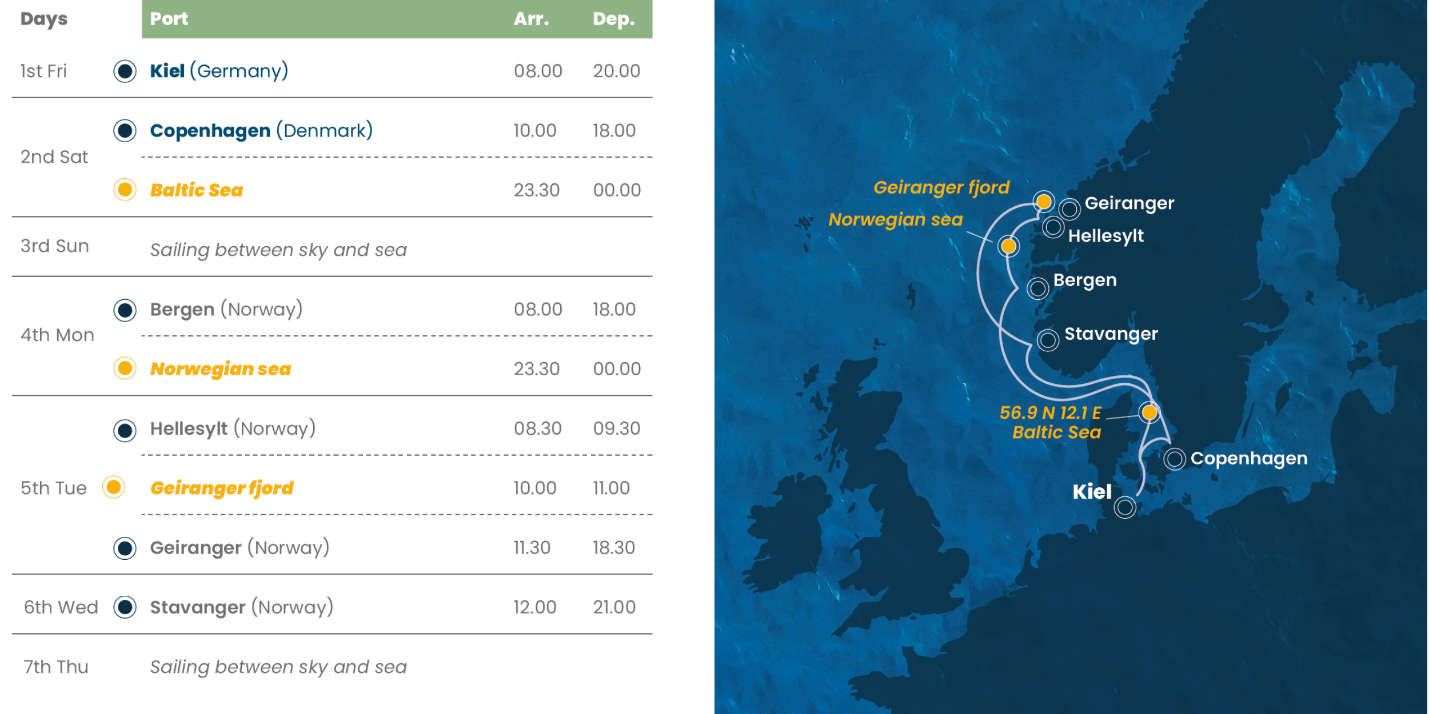 Days Port Arr. Dep.
1st Fri Kiel (Germany) 08.00 20.00
Copenhagen (Denmark) 10.00 18.00
2nd Sat
Baltic Sea 23.30 00.00
3rd Sun Sailing between sky and sea
Bergen (Norway) 08.00 18.00
4th Mon
Norwegian sea 23.30 00.00
Hellesylt (Norway) 08.30 09.30
5th Tue Geiranger fjord 10.00 11.00
Geiranger (Norway) 11.30 18.30
6th Wed Stavanger (Norway) 12.00 21.00
7th Thu Sailing between sky and sea
Geiranger fjord
Geiranger
Norwegian sea
Hellesylt
Bergen
Stavanger
56.9 N 12.1 E
Baltic Sea
Copenhagen
Kiel